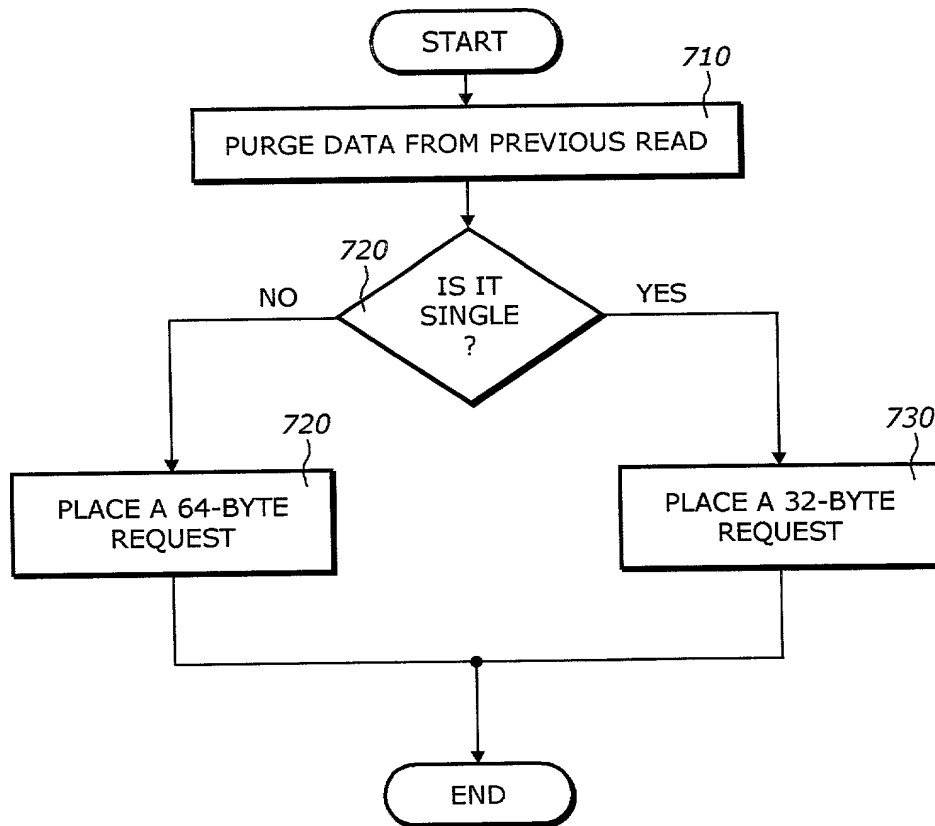 START
710
PURGE DATA FROM PREVIOUS READ
720
IS IT
SINGLE
?
NO
YES
720
PLACE A 64-BYTE
REQUEST
730
PLACE A 32-BYTE
REQUEST
END